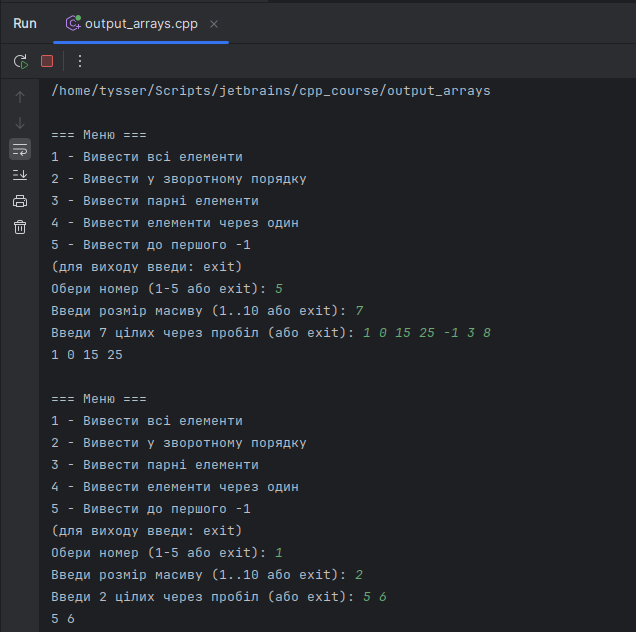 Run output_arrays.cpp
/home/tysser/Scripts/jetbrains/cpp_course/output_arrays
=== Меню ===
1 - Вивести всі елементи
2 - Вивести у зворотному порядку
3 - Вивести парні елементи
4 - Вивести елементи через один
5 - Вивести до першого -1
(для виходу введи: exit)
Обери номер (1-5 або exit): 5
Введи розмір масиву (1..10 або exit): 7
Введи 7 цілих через пробіл (або exit): 1 0 15 25 -1 3 8
1 0 15 25
=== Меню ===
1 - Вивести всі елементи
2 - Вивести у зворотному порядку
3 - Вивести парні елементи
4 - Вивести елементи через один
5 - Вивести до першого -1
(для виходу введи: exit)
Обери номер (1-5 або exit): 1
Введи розмір масиву (1..10 або exit): 2
Введи 2 цілих через пробіл (або exit): 5 6
5 6